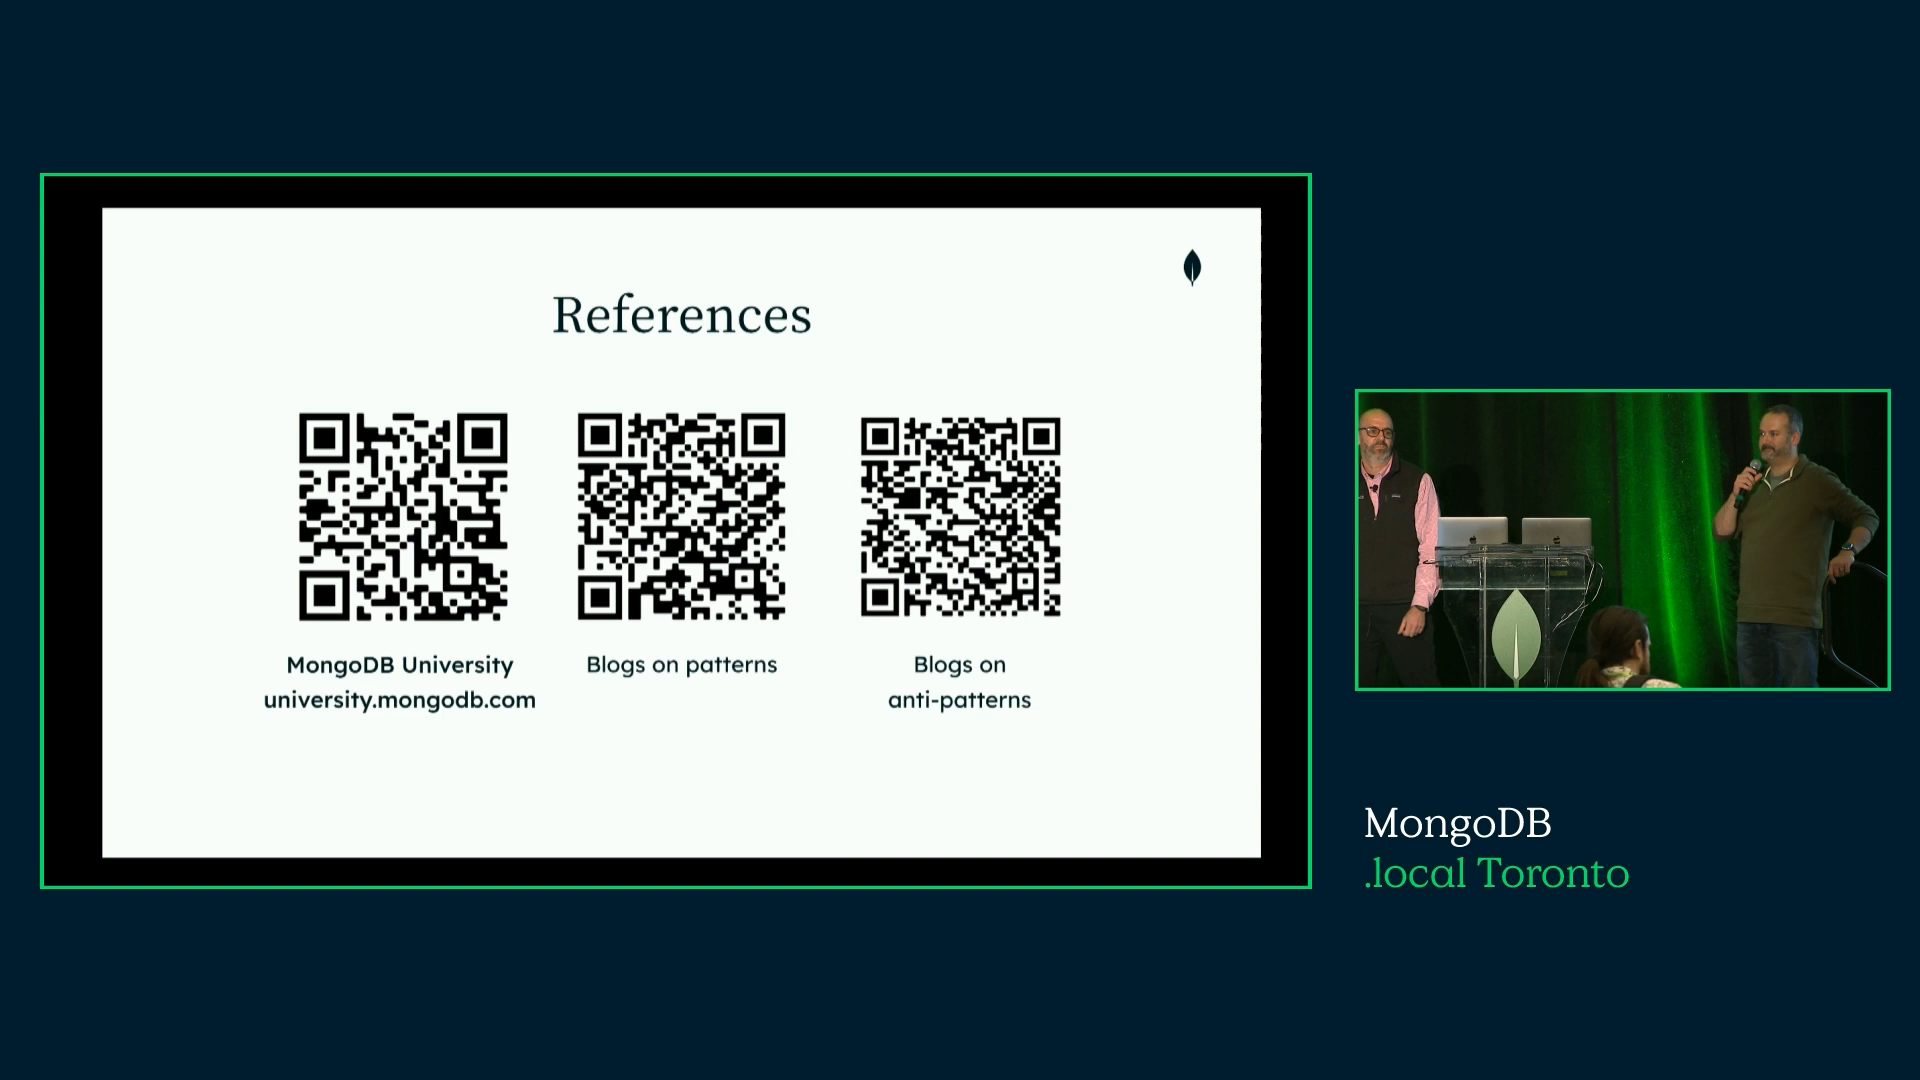 References
MongoDB University
university.mongodb.com
Blogs on patterns
Blogs on
anti-patterns
MongoDB
.local Toronto